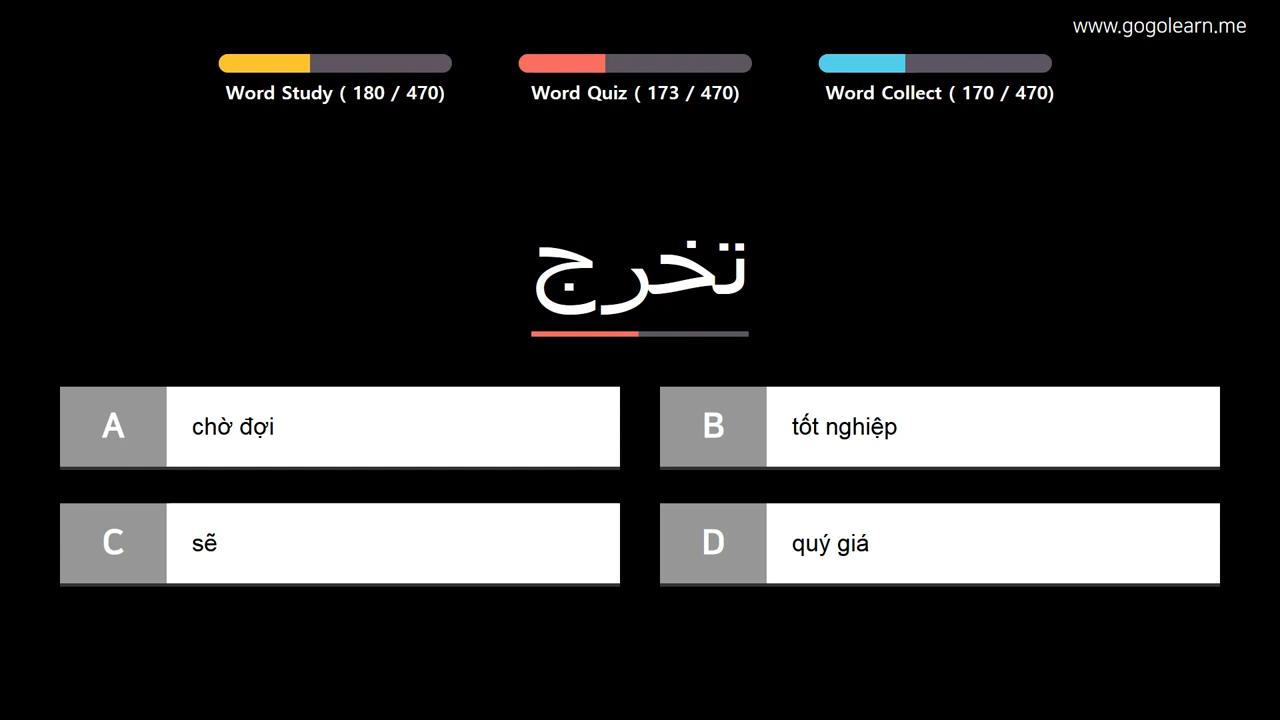 www.gogolearn.me
Word Study ( 180 / 470)
Word Quiz ( 173 / 470)
Word Collect ( 170 / 470)
تخرج
A
chờ đợi
B
tốt nghiệp
C
sẽ
D
quý giá